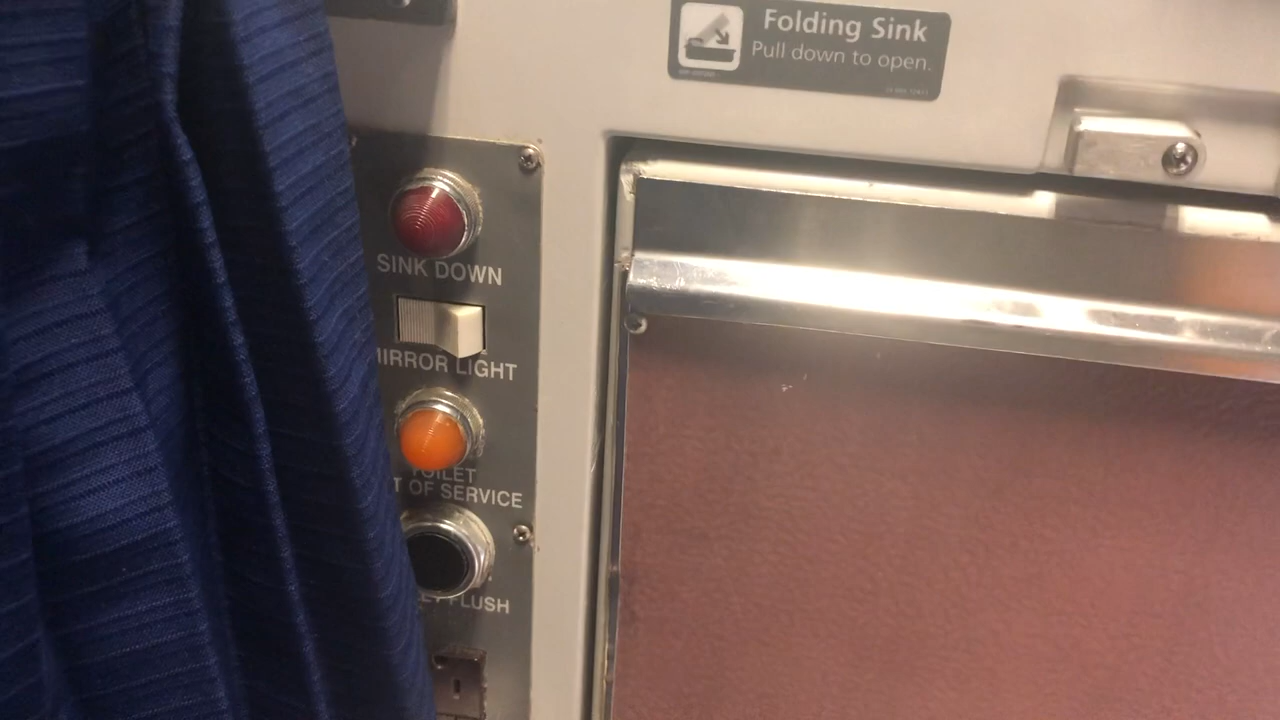 Folding Sink
Pull down to open.
SINK DOWN
MIRROR LIGHT
TOILET
T OF SERVICE
FLUSH